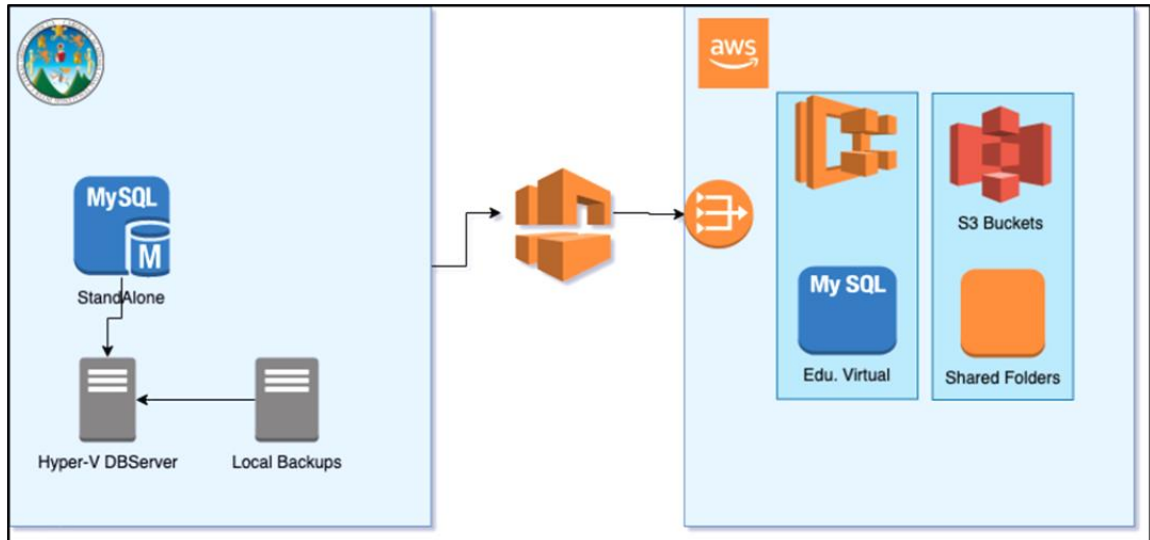 MySQL
M
StandAlone
Hyper-V DBServer
Local Backups
aws
My SQL
Edu. Virtual
S3 Buckets
Shared Folders